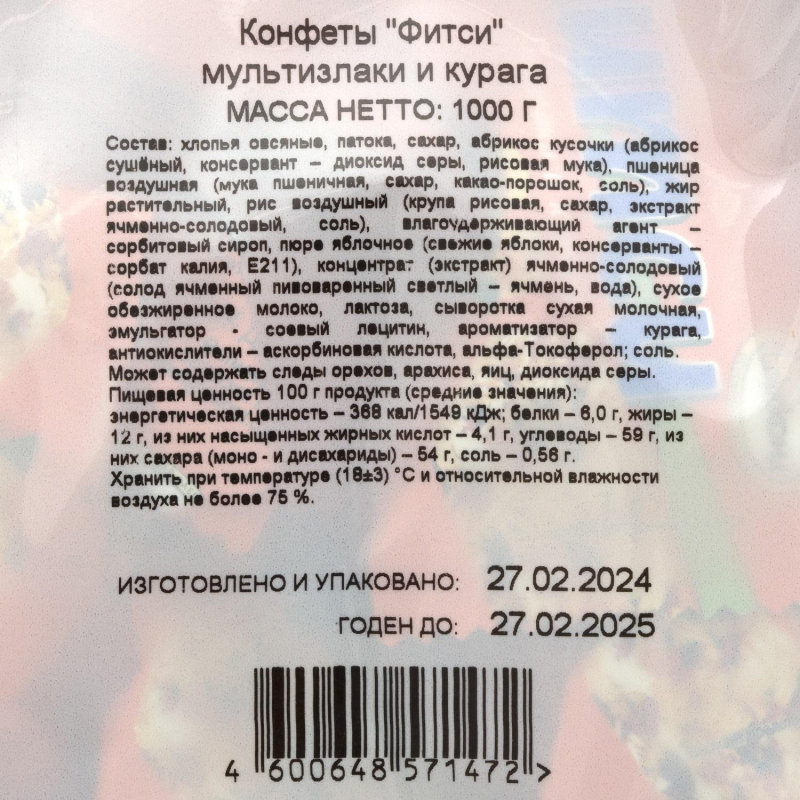 Конфеты "Фитси"
мультизлаки и курага
МАССА НЕТТО: 1000 Г
Состав: хлопья овсяные, патока, сахар, абрикос кусочки (абрикос
сушёный, консервант – диоксид серы, рисовая мука), пшеница
воздушная (мука пшеничная, сахар, какао-порошок, соль), жир
растительный, рис воздушный (крупа рисовая, сахар, экстракт
ячменно-солодовый, соль), влагоудерживающий агент –
сорбитовый сироп, пюре яблочное (свежие яблоки, консерванты –
сорбат калия, Е211), концентрат (экстракт) ячменно-солодовый
(солод ячменный пивоваренный светлый – ячмень, вода), сухое
обезжиренное молоко, лактоза, сыворотка сухая молочная,
эмульгатор - соевый лецитин, ароматизатор – курага,
антиокислители – аскорбиновая кислота, альфа-Токоферол; соль.
Может содержать следы орехов, арахиса, яиц, диоксида серы.
Пищевая ценность 100 г продукта (средние значения):
энергетическая ценность – 368 кал/1549 кДж; белки – 6,0 г, жиры –
12 г, из них насыщенных жирных кислот – 4,1 г, углеводы – 59 г, из
них сахара (моно - и дисахариды) – 54 г, соль – 0,56 г.
Хранить при температуре (18±3) °С и относительной влажности
воздуха не более 75 %.
ИЗГОТОВЛЕНО И УПАКОВАНО: 27.02.2024
ГОДЕН ДО: 27.02.2025
4 600648 571472 >